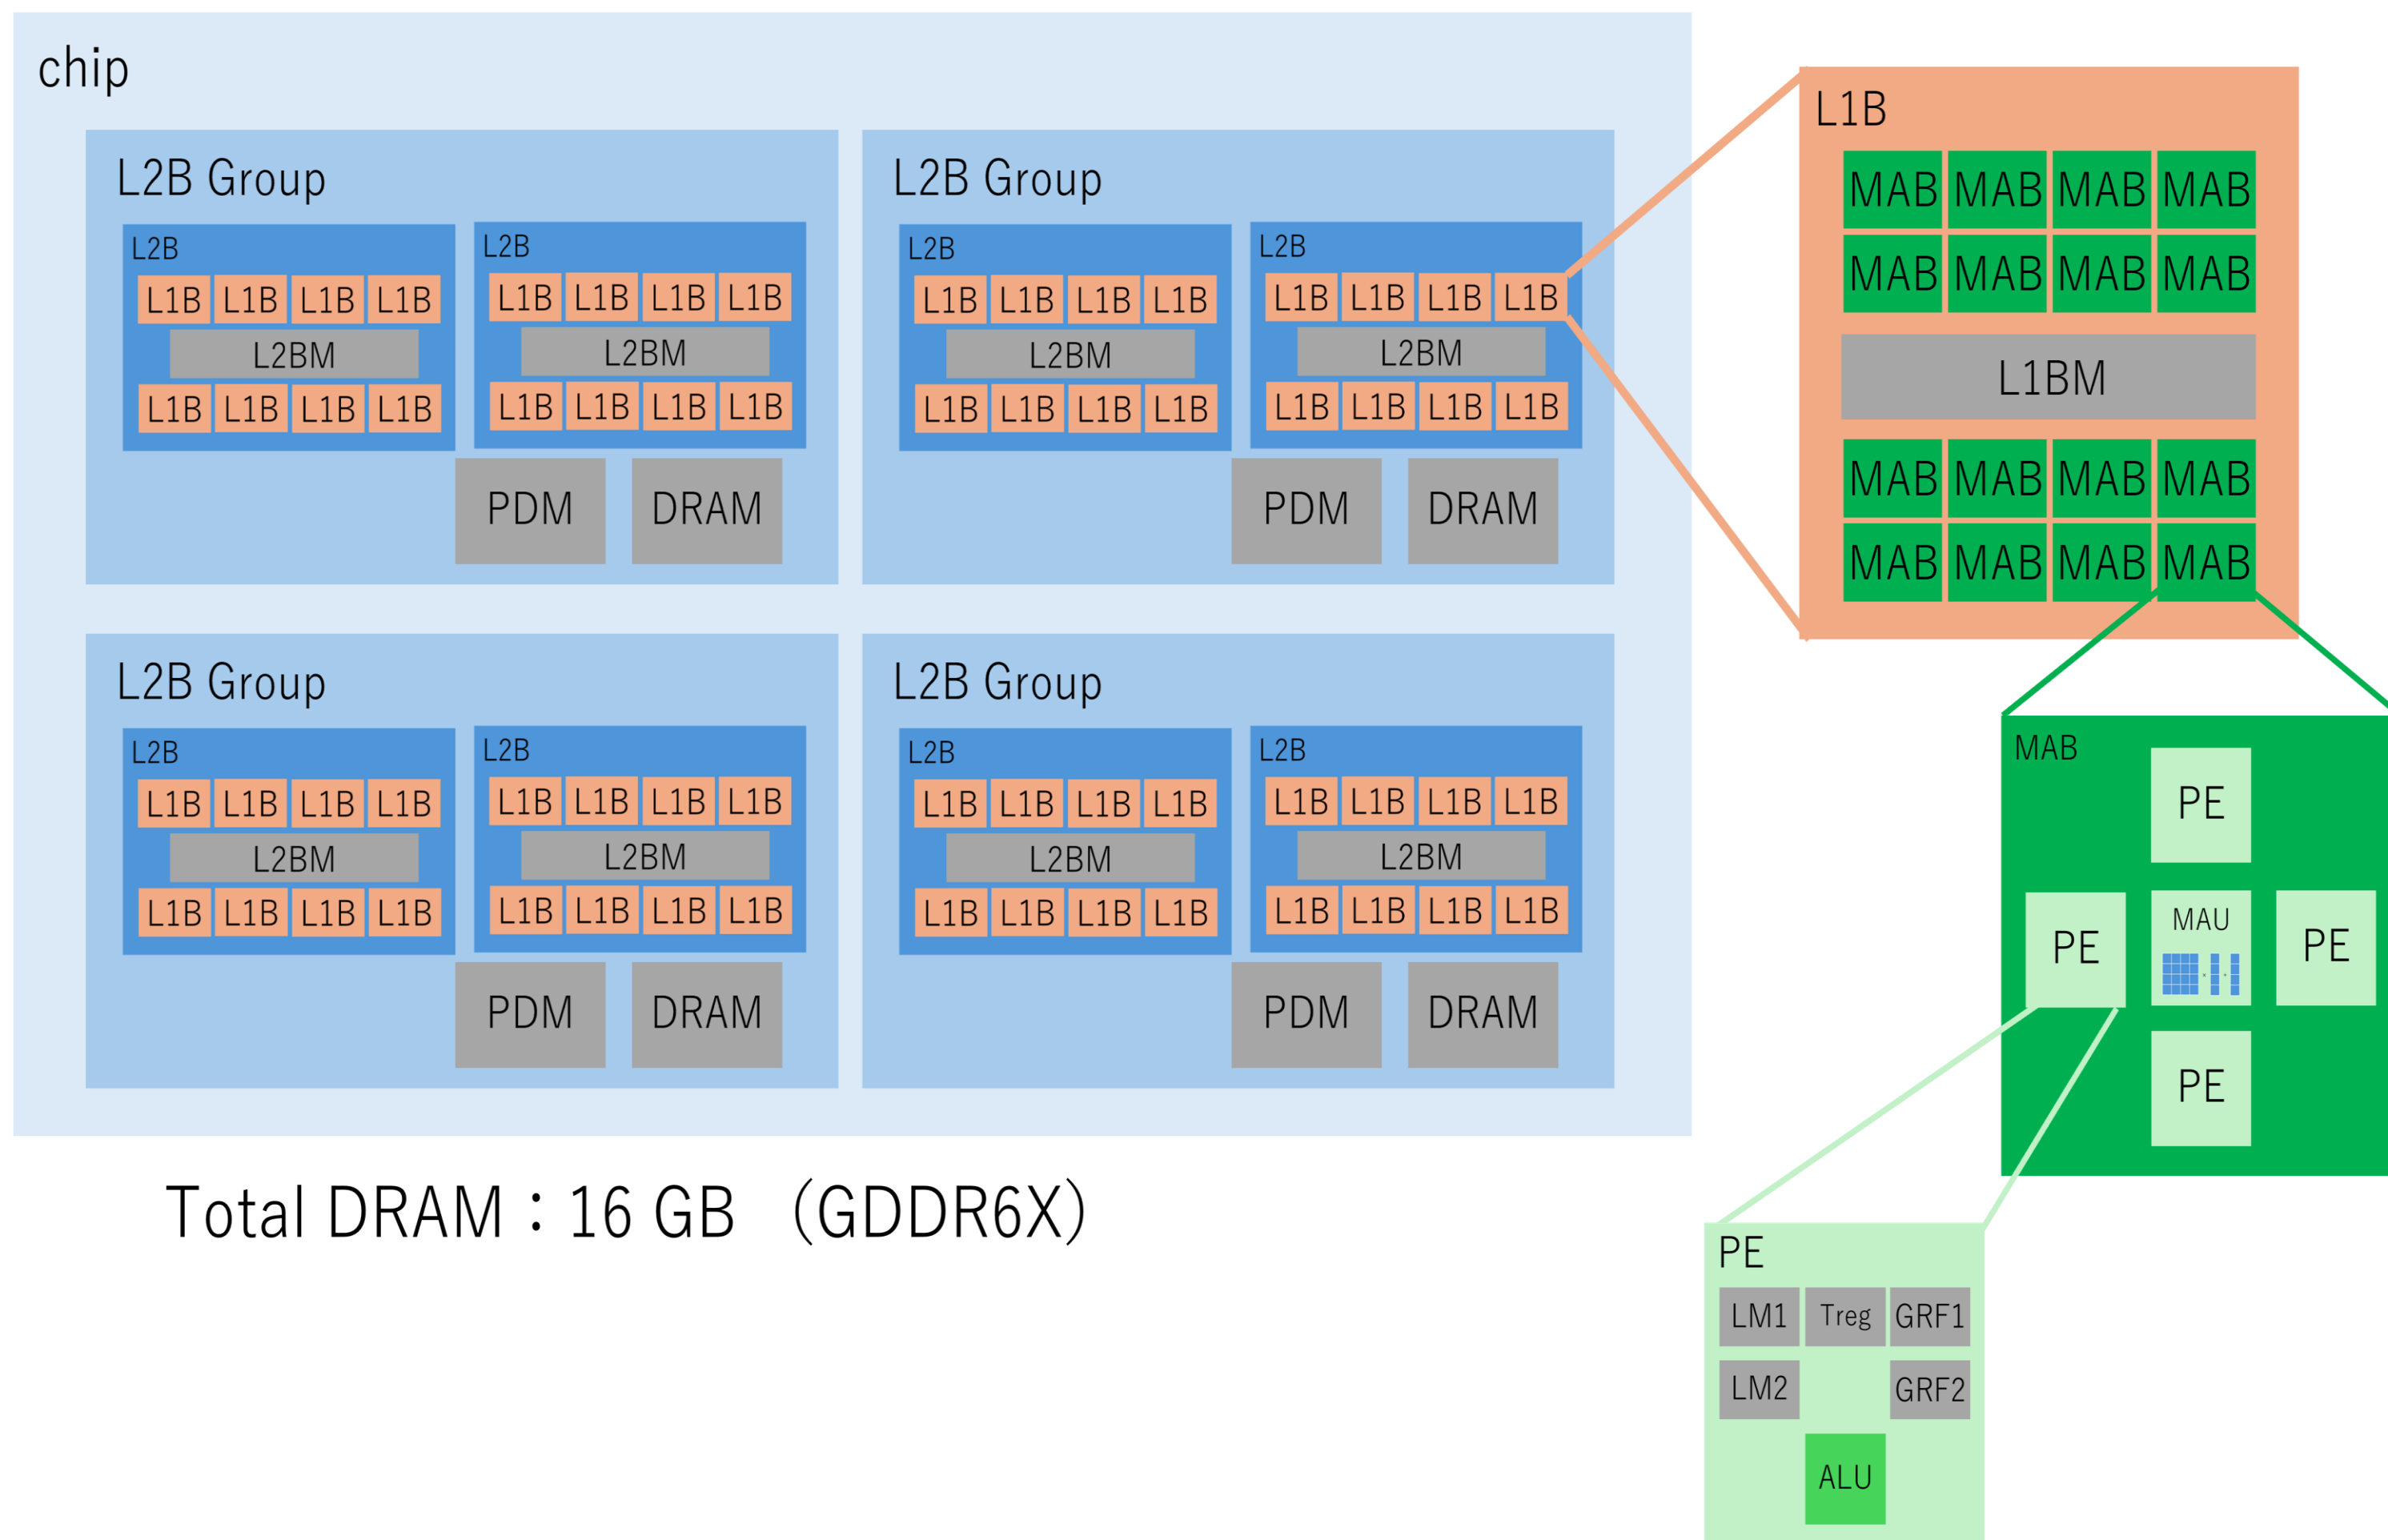 chip
L2B Group
L2B
L1B L1B L1B L1B
L2BM
L1B L1B L1B L1B
L2B
L1B L1B L1B L1B
L2BM
L1B L1B L1B L1B
PDM DRAM
L2B Group
L2B
L1B L1B L1B L1B
L2BM
L1B L1B L1B L1B
L2B
L1B L1B L1B L1B
L2BM
L1B L1B L1B L1B
PDM DRAM
L2B Group
L2B
L1B L1B L1B L1B
L2BM
L1B L1B L1B L1B
L2B
L1B L1B L1B L1B
L2BM
L1B L1B L1B L1B
PDM DRAM
L2B Group
L2B
L1B L1B L1B L1B
L2BM
L1B L1B L1B L1B
L2B
L1B L1B L1B L1B
L2BM
L1B L1B L1B L1B
PDM DRAM
Total DRAM：16 GB （GDDR6X）
L1B
MAB MAB MAB MAB
MAB MAB MAB MAB
L1BM
MAB MAB MAB MAB
MAB MAB MAB MAB
MAB
PE
PE MAU PE
PE
PE
LM1 Treg GRF1
LM2 GRF2
ALU